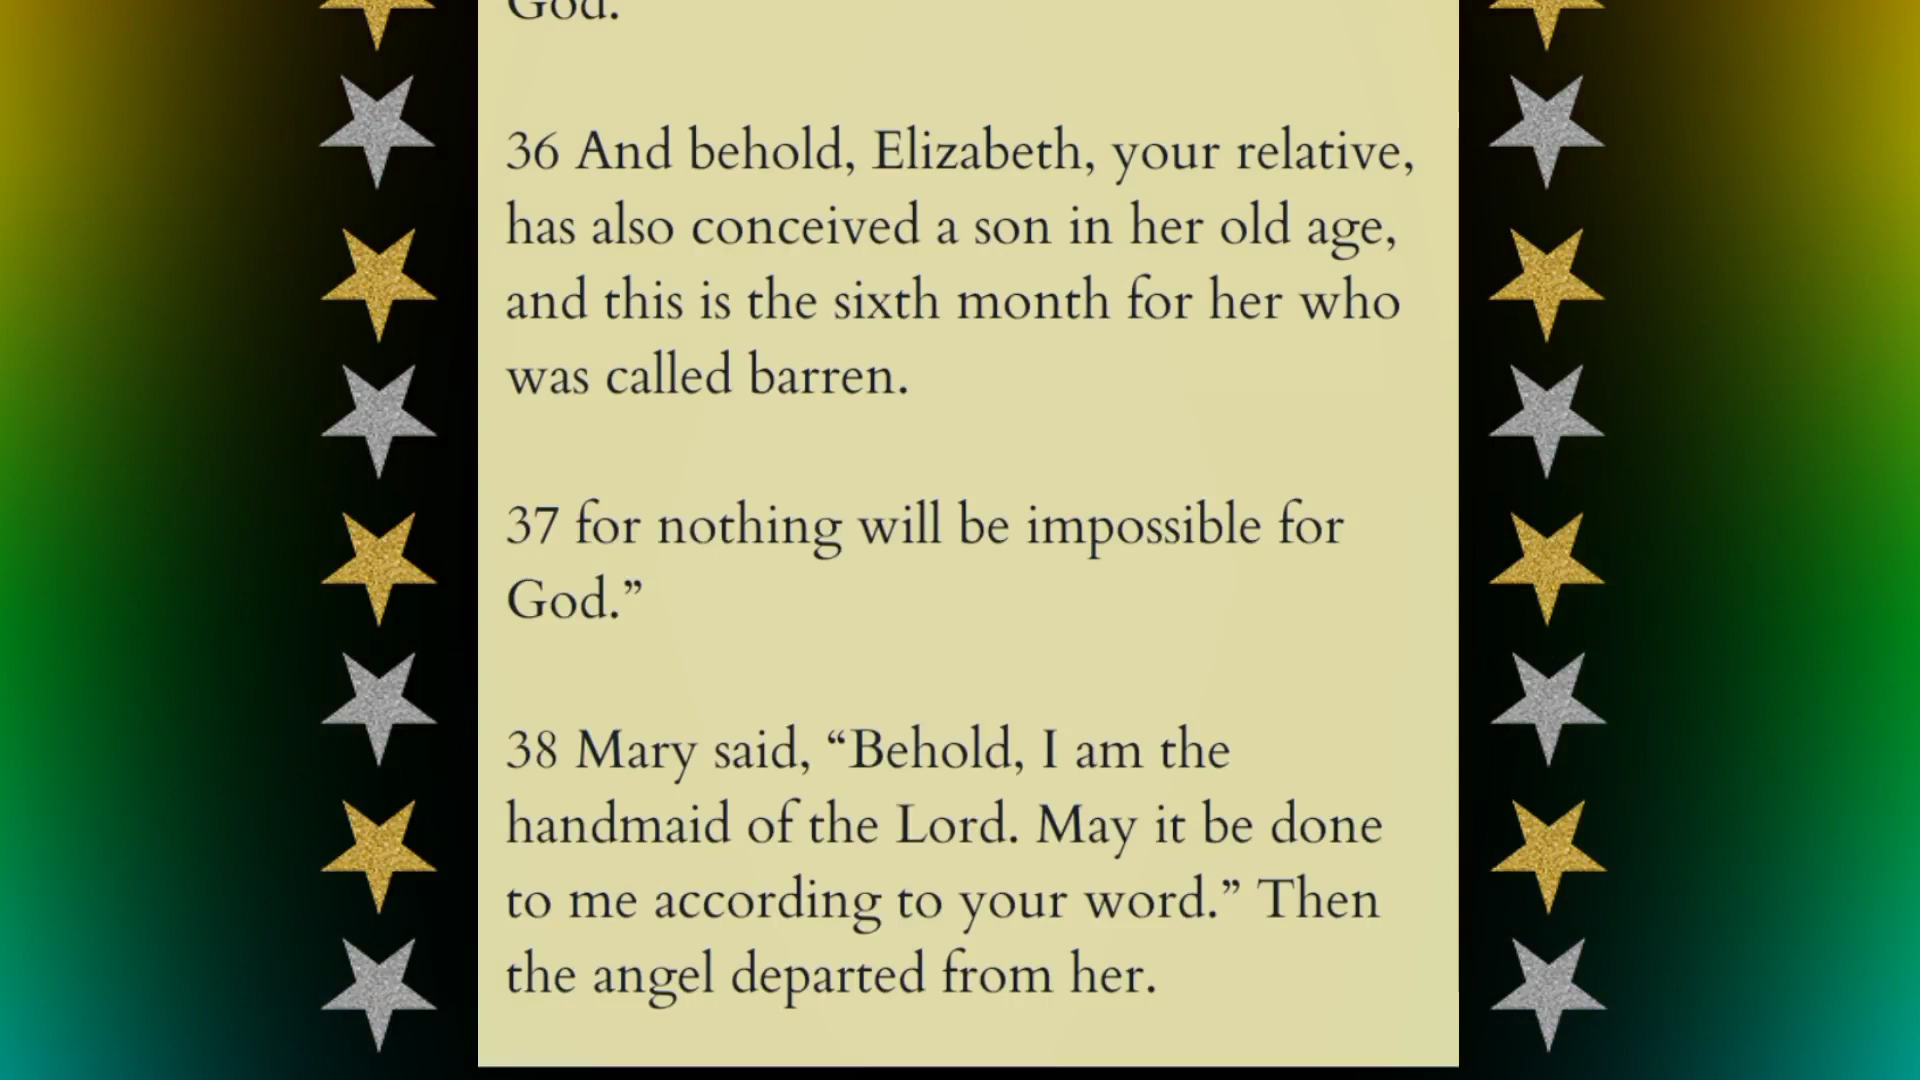 God.
36 And behold, Elizabeth, your relative,
has also conceived a son in her old age,
and this is the sixth month for her who
was called barren.
37 for nothing will be impossible for
God.”
38 Mary said, “Behold, I am the
handmaid of the Lord. May it be done
to me according to your word.” Then
the angel departed from her.